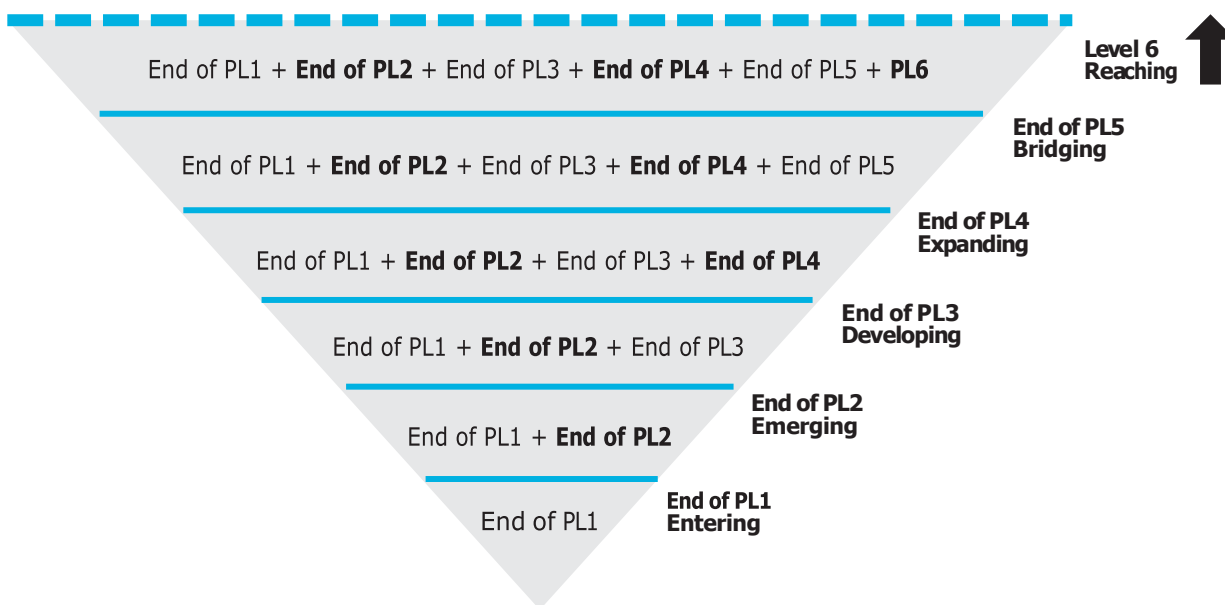 Level 6
Reaching
End of PL1 + End of PL2 + End of PL3 + End of PL4 + End of PL5 + PL6
End of PL5
Bridging
End of PL1 + End of PL2 + End of PL3 + End of PL4 + End of PL5
End of PL4
Expanding
End of PL1 + End of PL2 + End of PL3 + End of PL4
End of PL3
Developing
End of PL1 + End of PL2 + End of PL3
End of PL2
Emerging
End of PL1 + End of PL2
End of PL1
Entering
End of PL1